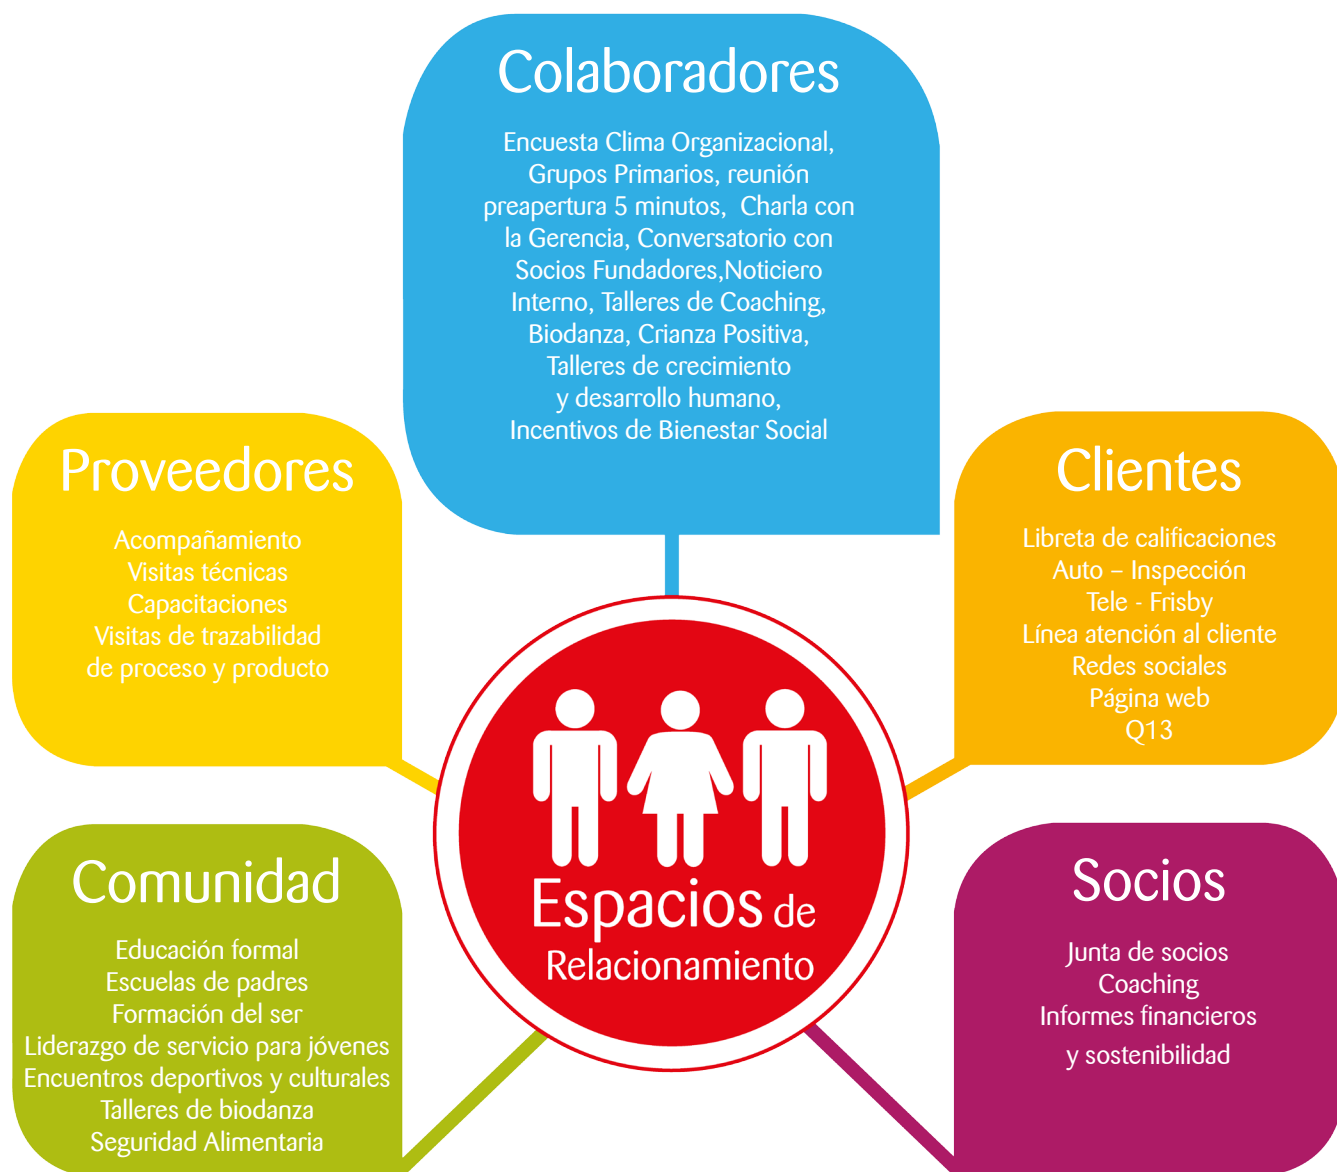 Colaboradores
Encuesta Clima Organizacional,
Grupos Primarios, reunión
preapertura 5 minutos,  Charla con
la Gerencia, Conversatorio con
Socios Fundadores,Noticiero
Interno, Talleres de Coaching,
Biodanza, Crianza Positiva,
Talleres de crecimiento
y desarrollo humano,
Incentivos de Bienestar Social
Proveedores
Acompañamiento
Visitas técnicas
Capacitaciones
Visitas de trazabilidad
de proceso y producto
Clientes
Libreta de calificaciones
Auto – Inspección
Tele - Frisby
Línea atención al cliente
Redes sociales
Página web
Q13
Espacios de
Relacionamiento
Comunidad
Educación formal
Escuelas de padres
Formación del ser
Liderazgo de servicio para jóvenes
Encuentros deportivos y culturales
Talleres de biodanza
Seguridad Alimentaria
Socios
Junta de socios
Coaching
Informes financieros
y sostenibilidad